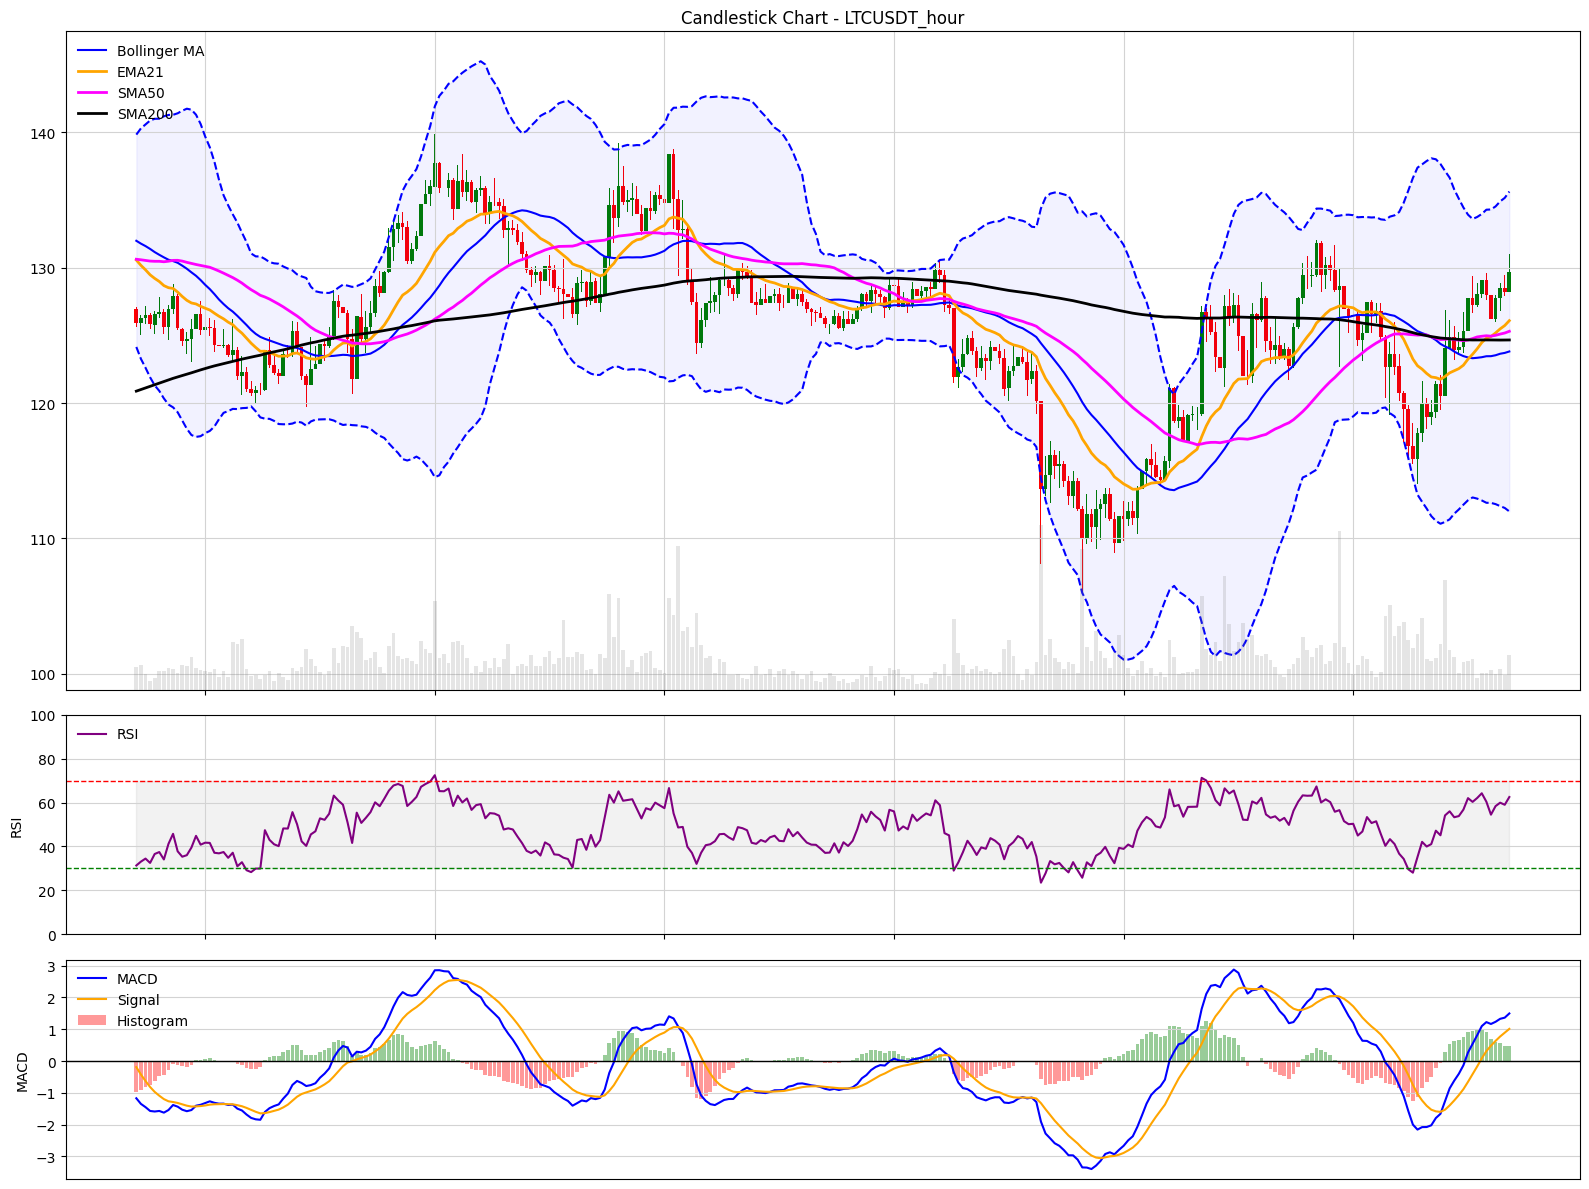 Candlestick Chart - LTCUSDT_hour
Bollinger MA
EMA21
SMA50
SMA200
140
130
120
110
100
RSI
100
80
60
40
20
0
RSI
MACD
Signal
Histogram
3
2
1
0
−1
−2
−3
MACD